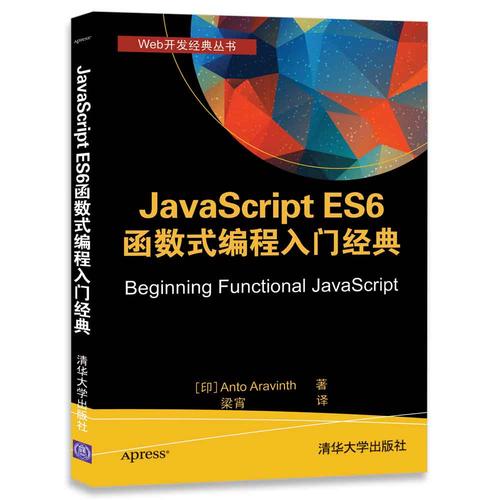 Apress®
JavaScript ES6函数式编程入门经典
清华大学出版社
Web开发经典丛书
JavaScript ES6
函数式编程入门经典
Beginning Functional JavaScript
[印] Anto Aravinth 著
梁宵 译
Apress®
清华大学出版社